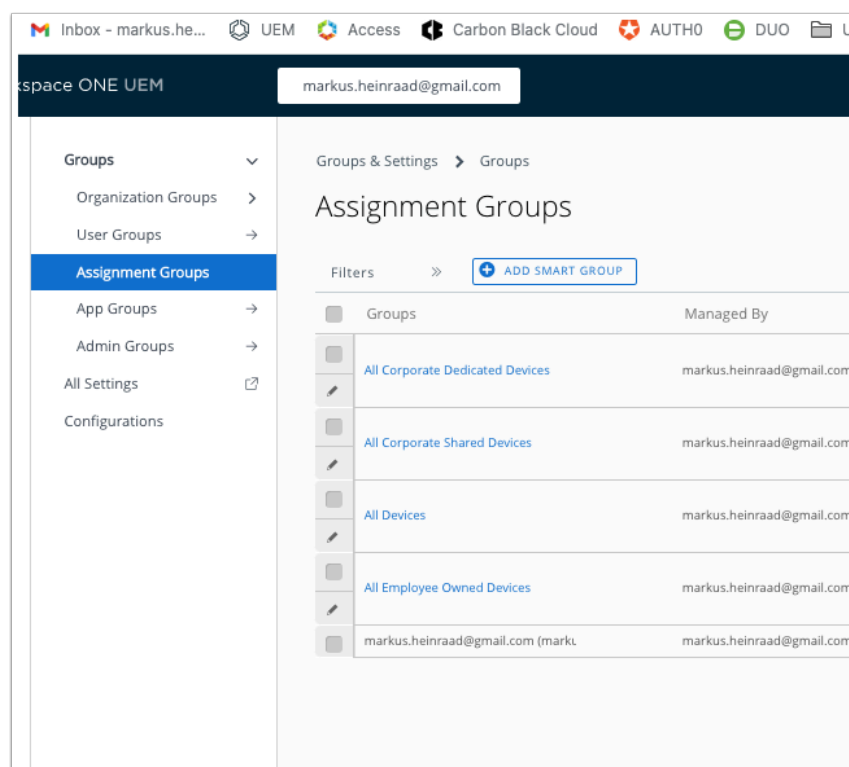 Inbox - markus.he... UEM Access Carbon Black Cloud AUTH0 DUO
space ONE UEM markus.heinraad@gmail.com
Groups
Organization Groups
User Groups
Assignment Groups
App Groups
Admin Groups
All Settings
Configurations
Groups & Settings Groups
Assignment Groups
Filters ADD SMART GROUP
Groups Managed By
All Corporate Dedicated Devices markus.heinraad@gmail.com
All Corporate Shared Devices markus.heinraad@gmail.com
All Devices markus.heinraad@gmail.com
All Employee Owned Devices markus.heinraad@gmail.com
markus.heinraad@gmail.com (marku markus.heinraad@gmail.com